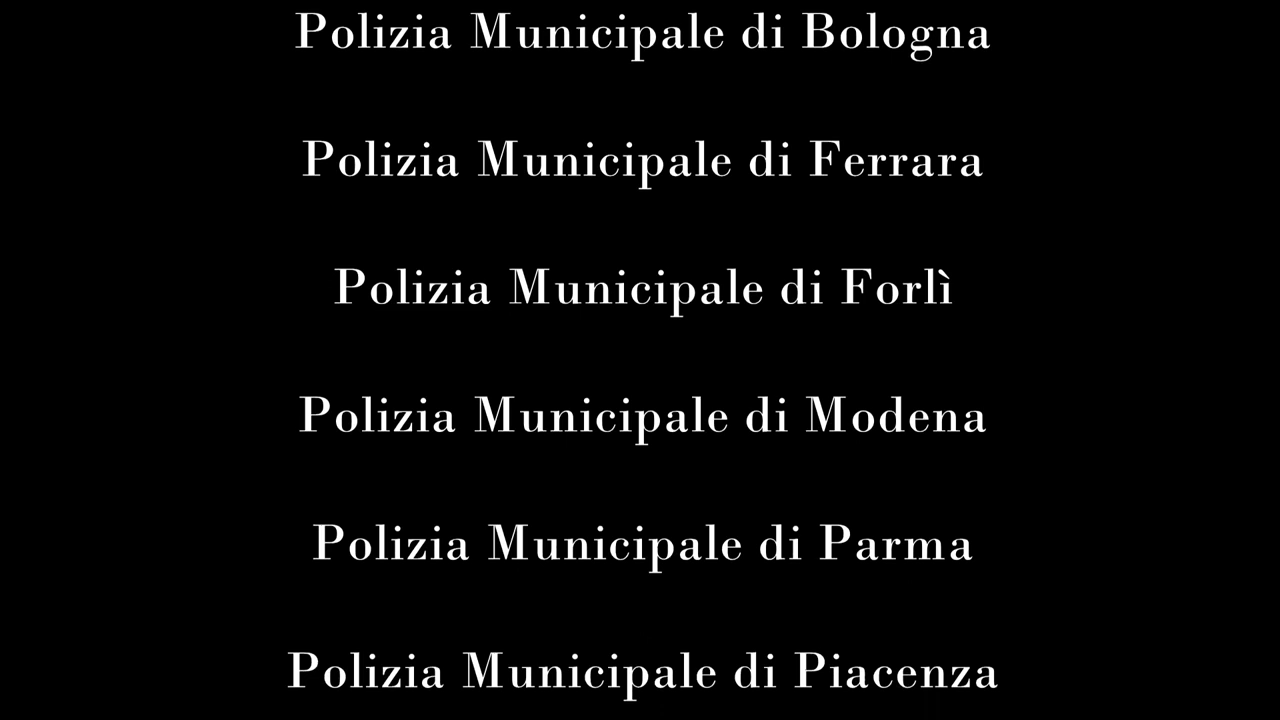 Polizia Municipale di Bologna
Polizia Municipale di Ferrara
Polizia Municipale di Forlì
Polizia Municipale di Modena
Polizia Municipale di Parma
Polizia Municipale di Piacenza